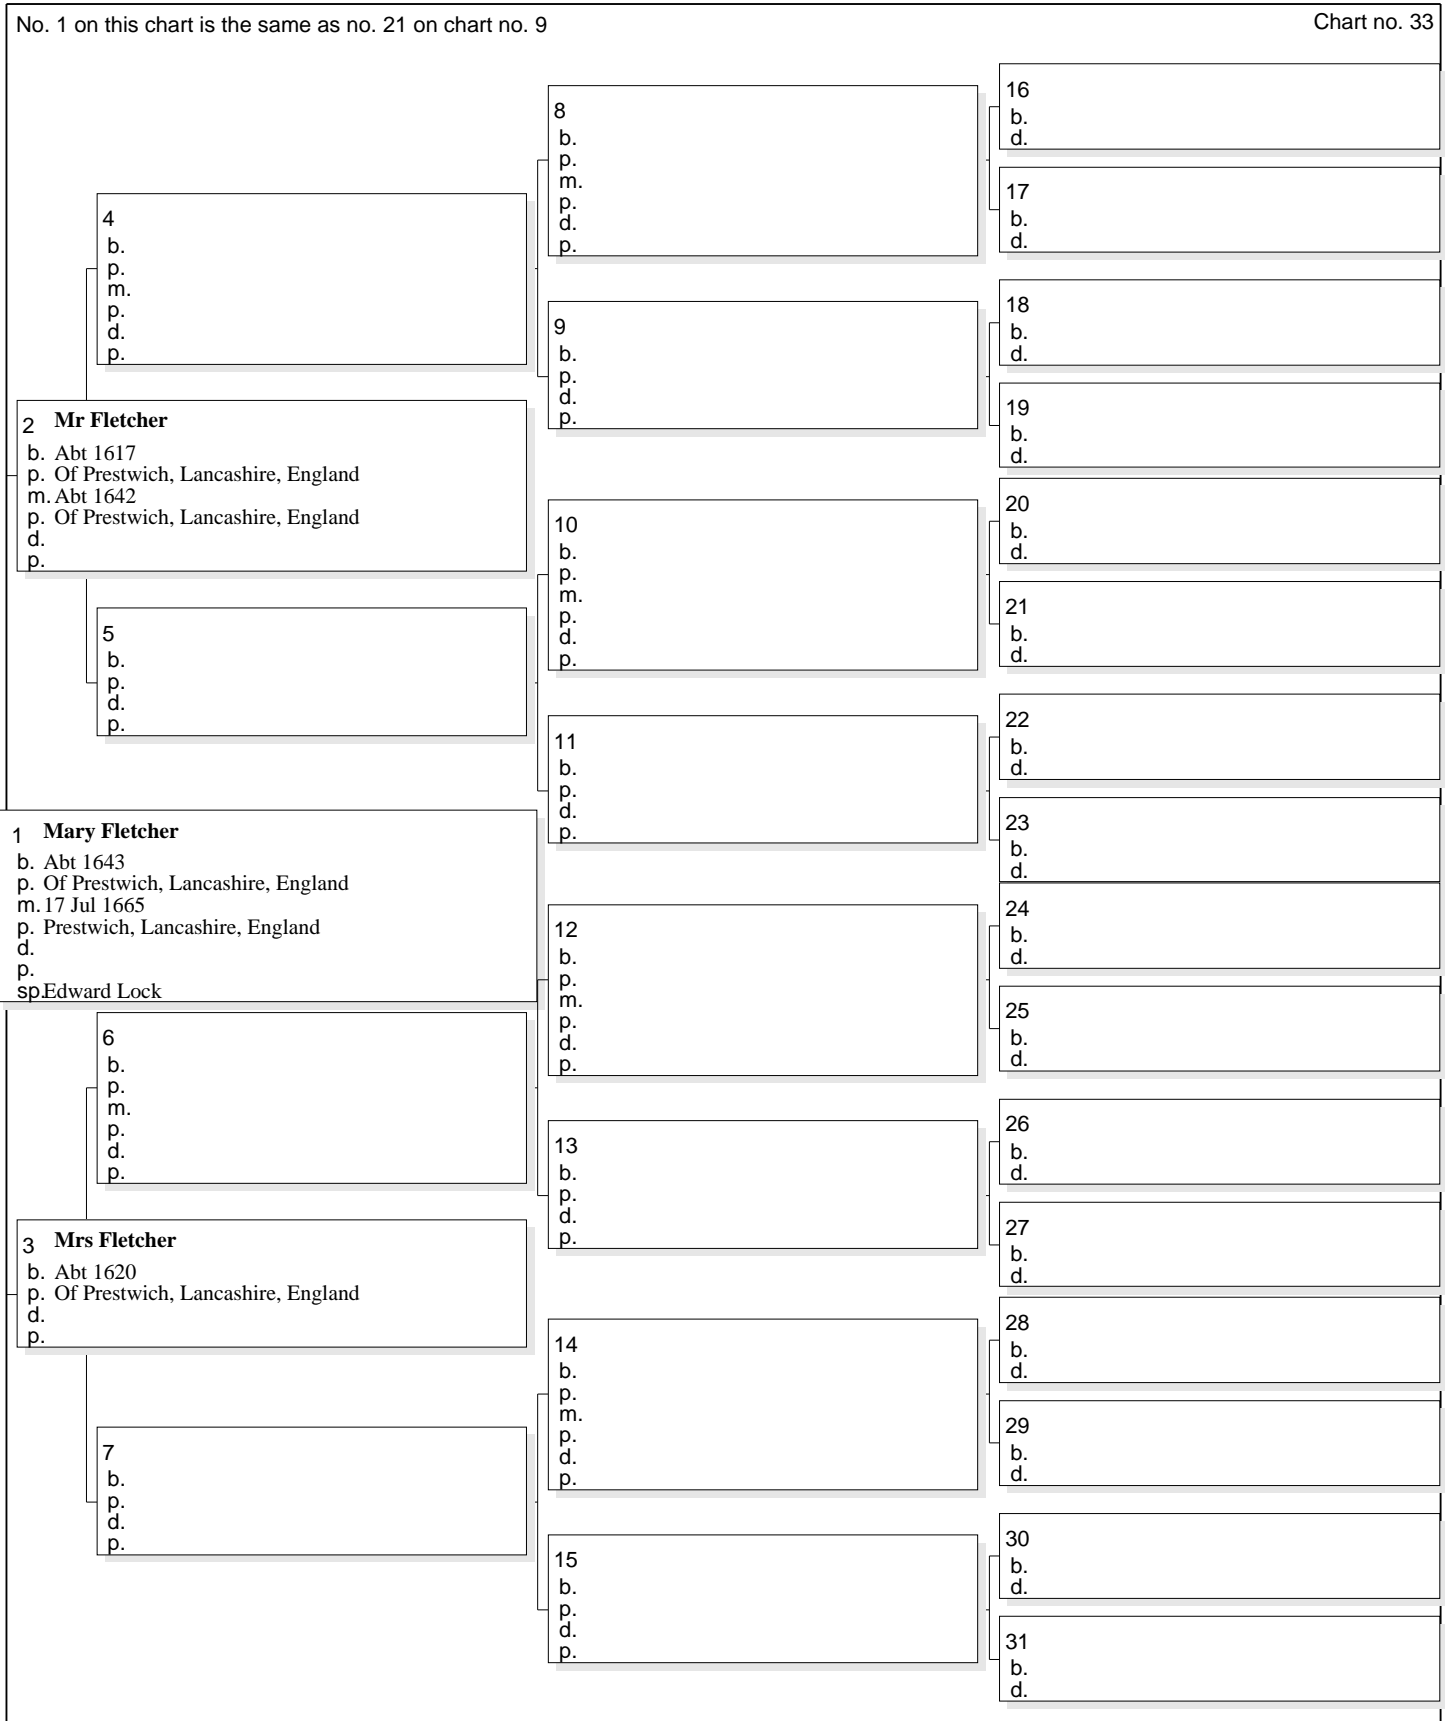 No. 1 on this chart is the same as no. 21 on chart no. 9
Chart no. 33
16
b.
d.
8
b.
p.
m.
p.
d.
p.
17
b.
d.
4
b.
p.
m.
p.
d.
p.
18
b.
d.
9
b.
p.
d.
p.
19
b.
d.
2 Mr Fletcher
b. Abt 1617
p. Of Prestwich, Lancashire, England
m. Abt 1642
p. Of Prestwich, Lancashire, England
d.
p.
20
b.
d.
10
b.
p.
m.
p.
d.
p.
21
b.
d.
5
b.
p.
d.
p.
22
b.
d.
11
b.
p.
d.
p.
23
b.
d.
1 Mary Fletcher
b. Abt 1643
p. Of Prestwich, Lancashire, England
m. 17 Jul 1665
p. Prestwich, Lancashire, England
d.
p.
sp. Edward Lock
24
b.
d.
12
b.
p.
m.
p.
d.
p.
25
b.
d.
6
b.
p.
m.
p.
d.
p.
26
b.
d.
13
b.
p.
d.
p.
27
b.
d.
3 Mrs Fletcher
b. Abt 1620
p. Of Prestwich, Lancashire, England
d.
p.
28
b.
d.
14
b.
p.
m.
p.
d.
p.
29
b.
d.
7
b.
p.
d.
p.
30
b.
d.
15
b.
p.
d.
p.
31
b.
d.